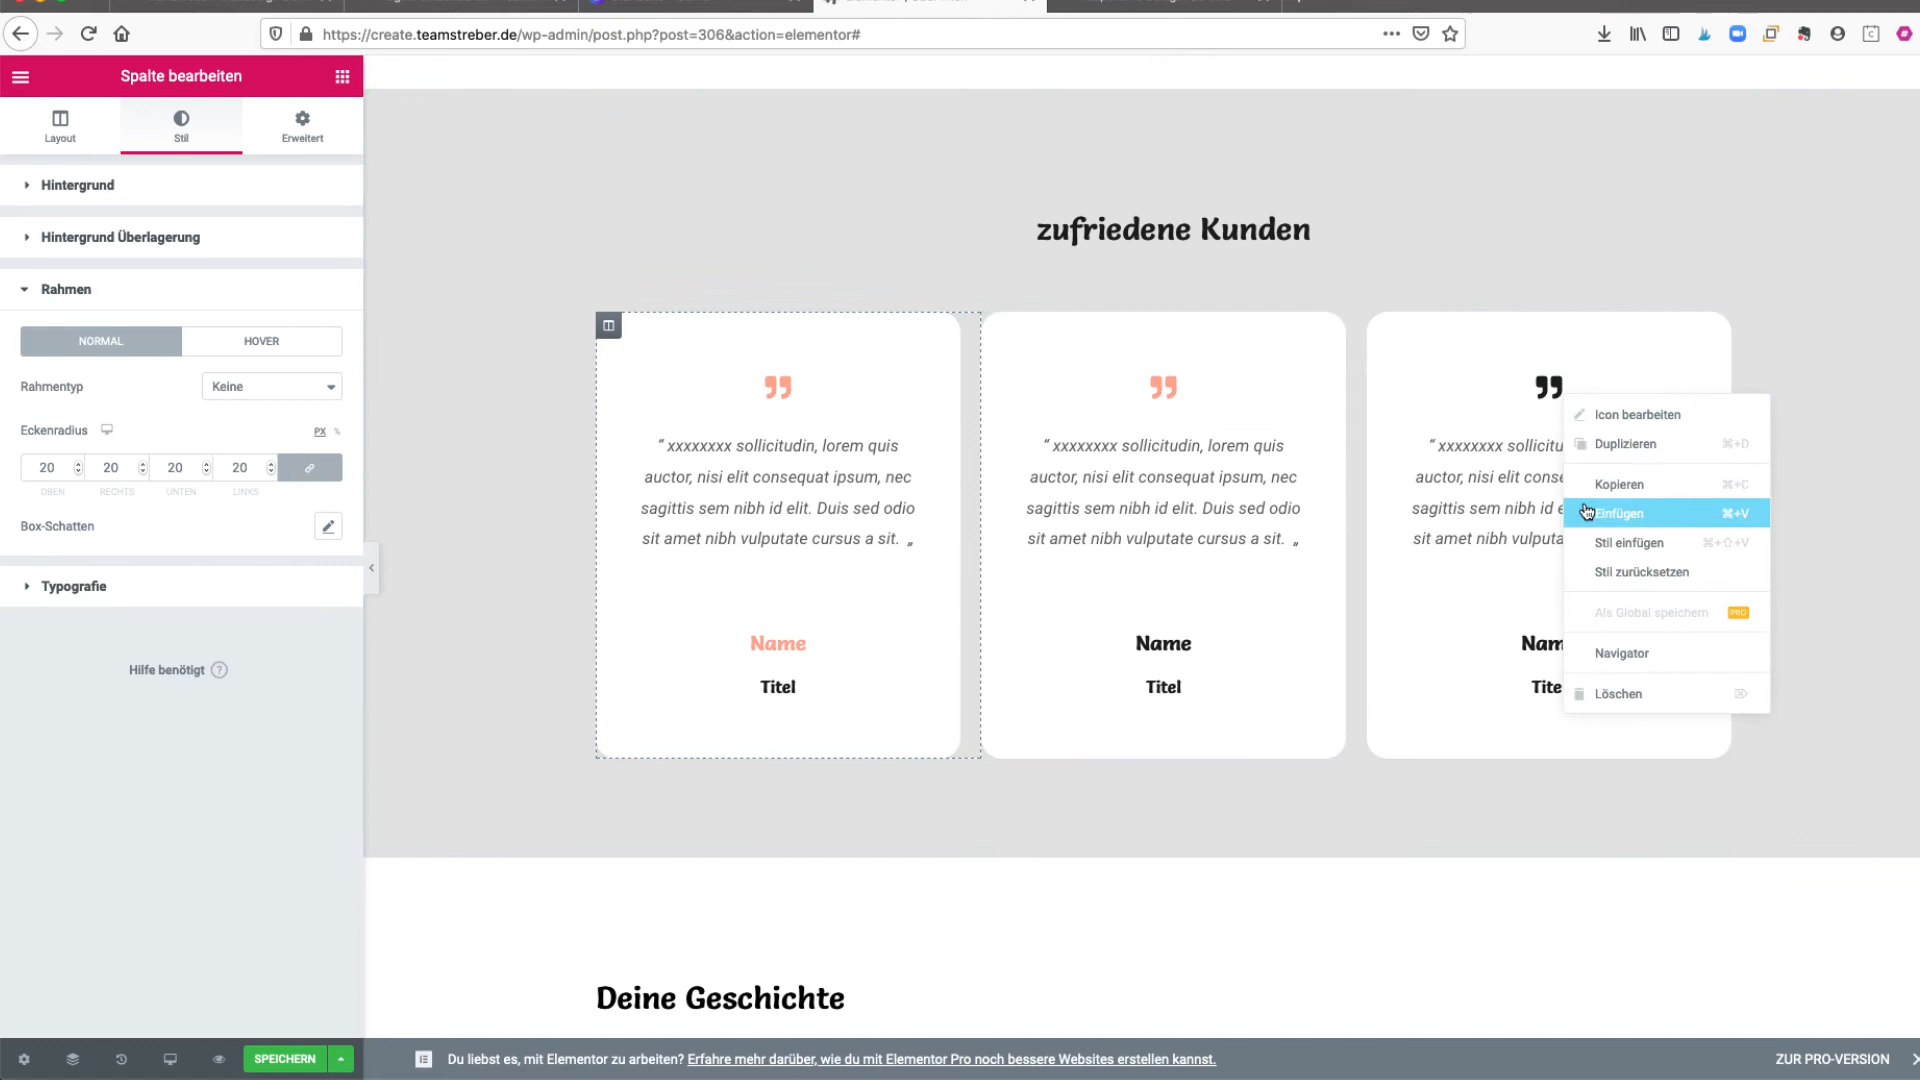 https://create.teamstreber.de/wp-admin/post.php?post=306&action=elementor#
Spalte bearbeiten
Layout
Stil
Erweitert
Hintergrund
Hintergrund Überlagerung
Rahmen
NORMAL
HOVER
Rahmentyp
Keine
Eckenradius
PX %
20 20 20 20
OBEN RECHTS UNTEN LINKS
Box-Schatten
Typografie
Hilfe benötigt ?
SPEICHERN
zufriedene Kunden
“ xxxxxxxx sollicitudin, lorem quis
auctor, nisi elit consequat ipsum, nec
sagittis sem nibh id elit. Duis sed odio
sit amet nibh vulputate cursus a sit. „
Name
Titel
“ xxxxxxxx sollicitudin, lorem quis
auctor, nisi elit consequat ipsum, nec
sagittis sem nibh id elit. Duis sed odio
sit amet nibh vulputate cursus a sit. „
Name
Titel
“ xxxxxxxx sollicitu
auctor, nisi elit conse
sagittis sem nibh id e
sit amet nibh vulputa
Nam
Tite
Icon bearbeiten
Duplizieren ⌘+D
Kopieren ⌘+C
Einfügen ⌘+V
Stil einfügen ⌘+⇧+V
Stil zurücksetzen
Als Global speichern PRO
Navigator
Löschen
Deine Geschichte
Du liebst es, mit Elementor zu arbeiten? Erfahre mehr darüber, wie du mit Elementor Pro noch bessere Websites erstellen kannst.
ZUR PRO-VERSION